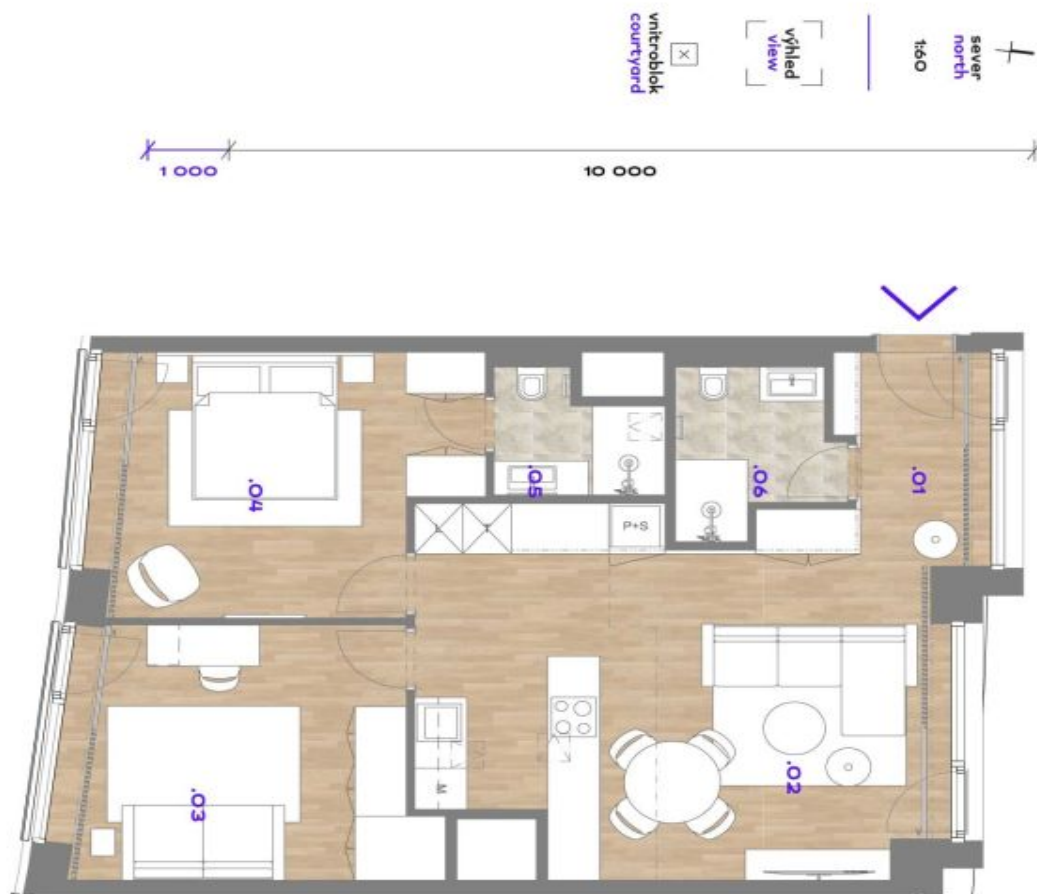 sever
north
1:60
výhled
view
vnitroblok
courtyard
1 000
10 000
.01
.02
.03
.04
.05
.06
P+S
M